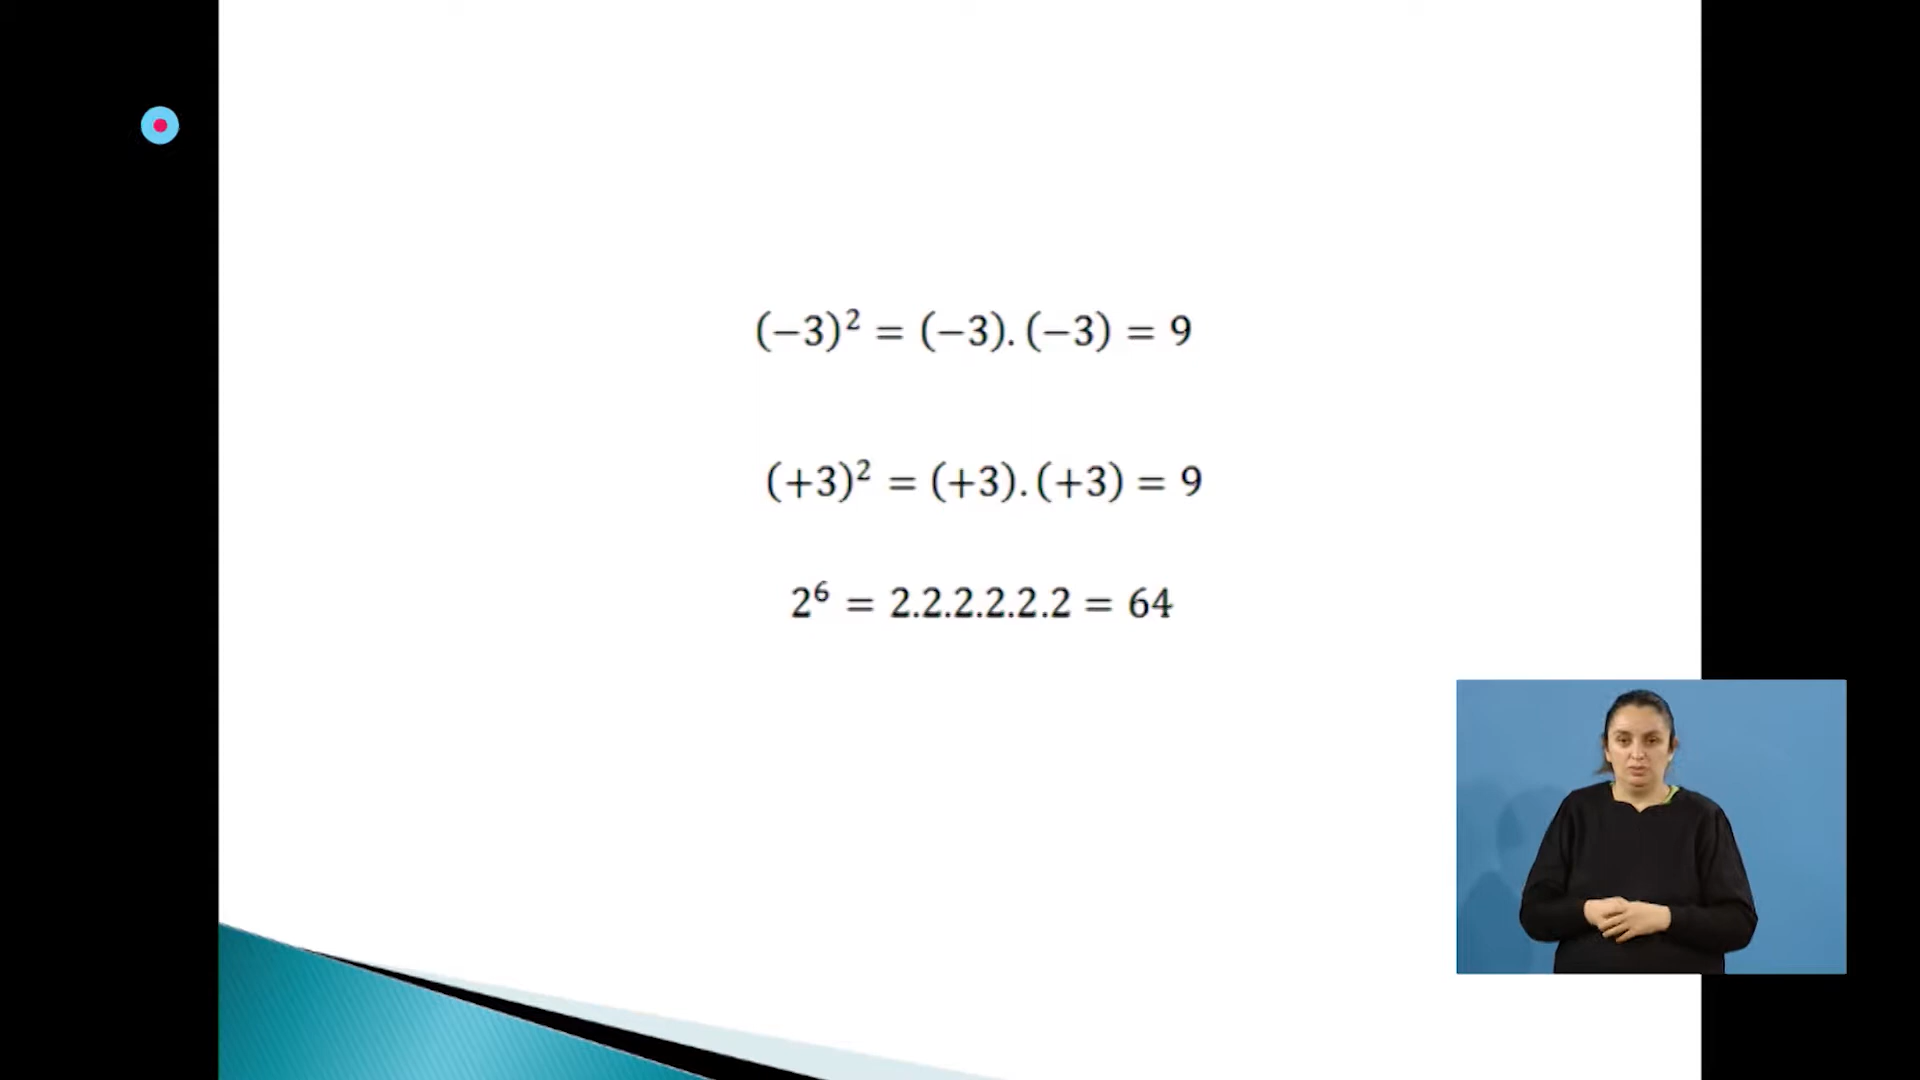 (−3)² = (−3). (−3) = 9
(+3)² = (+3). (+3) = 9
2⁶ = 2.2.2.2.2.2 = 64